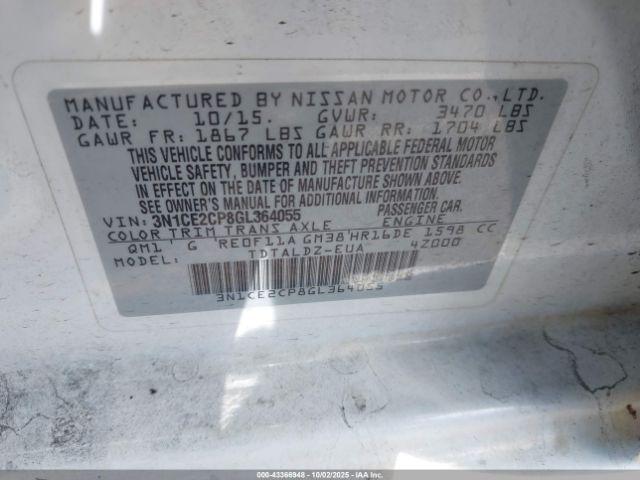 MANUFACTURED BY NISSAN MOTOR CO., LTD.
DATE: 10/15. GVWR: 3470 LBS
GAWR FR: 1867 LBS GAWR RR: 1704 LBS
THIS VEHICLE CONFORMS TO ALL APPLICABLE FEDERAL MOTOR
VEHICLE SAFETY, BUMPER AND THEFT PREVENTION STANDARDS
IN EFFECT ON THE DATE OF MANUFACTURE SHOWN ABOVE.
SEE OWNER'S MANUAL FOR ADDITIONAL INFORMATION.
VIN: 3N1CE2CP8GL364055 PASSENGER CAR.
COLOR TRIM TRANS AXLE ENGINE
QM1 G RE0F11A GM38 HR16DE 1598 CC
MODEL: TDTALDZ-EUA 4Z000
3N1CE2CP8GL364055
000-43366948 10/02/2025 COPART